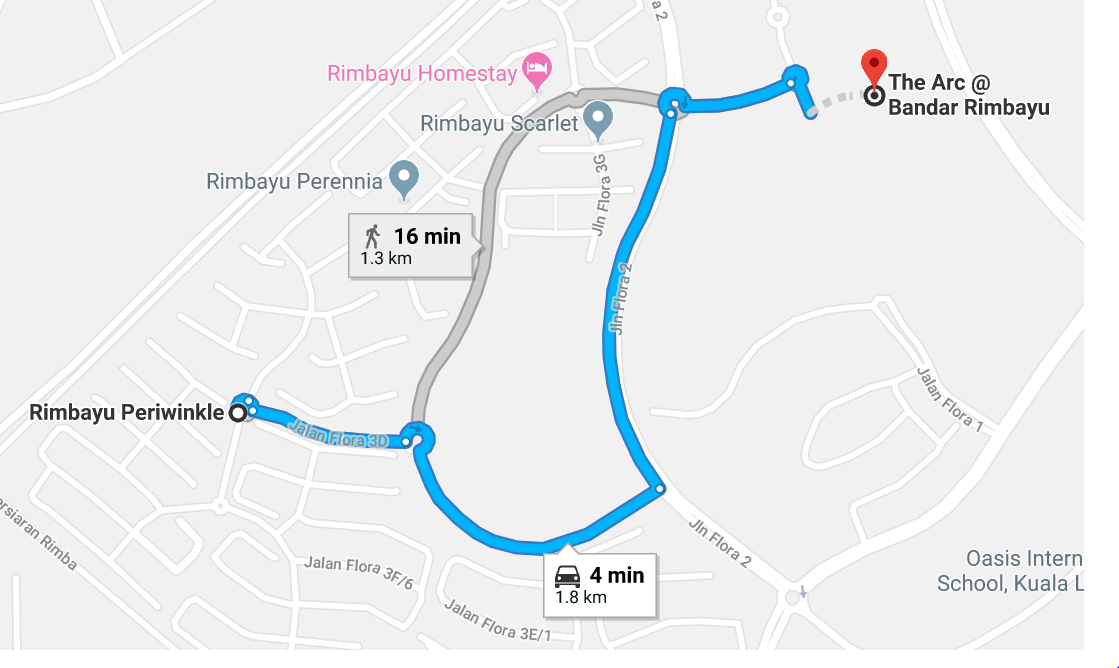 a 2
Rimbayu Homestay
The Arc @
Bandar Rimbayu
Rimbayu Scarlet
Jln Flora 3G
Rimbayu Perennia
16 min
1.3 km
Jln Flora 2
Jalan Flora 1
Rimbayu Periwinkle
Jalan Flora 3D
ersiaran Rimba
Jln Flora 2
Jalan Flora 3F/6
Oasis Intern
School, Kuala L
4 min
1.8 km
Jalan Flora 3E/1